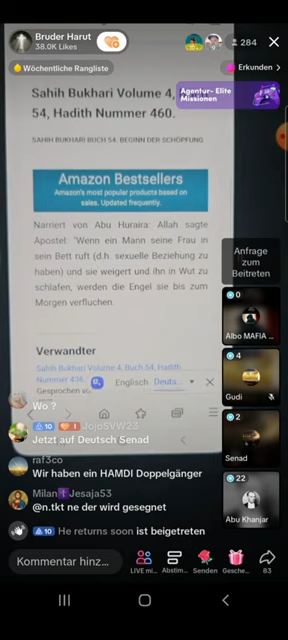 Bruder Harut
38.0K Likes
284
Wöchentliche Rangliste
Erkunden >
Agentur- Elite
Missionen
Sahih Bukhari Volume 4,
54, Hadith Nummer 460.
SAHIH BUKHARI BUCH 54. BEGINN DER SCHÖPFUNG
Amazon Bestsellers
Amazon's most popular products based on
sales. Updated frequently.
Narriert von Abu Huraira: Allah sagte
Apostel: "Wenn ein Mann seine Frau in
sein Bett ruft (d.h. sexuelle Beziehung zu
haben) und sie weigert und ihn in Wut zu
schlafen, werden die Engel sie bis zum
Morgen verfluchen.
Anfrage
zum
Beitreten
0
Albo MAFIA ...
4
Gudi
2
Senad
22
Abu Khanjar
Verwandter
Sahih Bukhari Volume 4, Buch 54, Hadith
Nummer 436.
Gesprochen vo
Englisch
Deuts...
Wo ?
10 1 JojoSVW23
Jetzt auf Deutsch Senad
raf3co
Wir haben ein HAMDI Doppelgänger
Milan Jesaja53
@n.tkt ne der wird gesegnet
10 He returns soon ist beigetreten
Kommentar hinz...
LIVE mi...
Abstim...
Senden
Gesche...
83